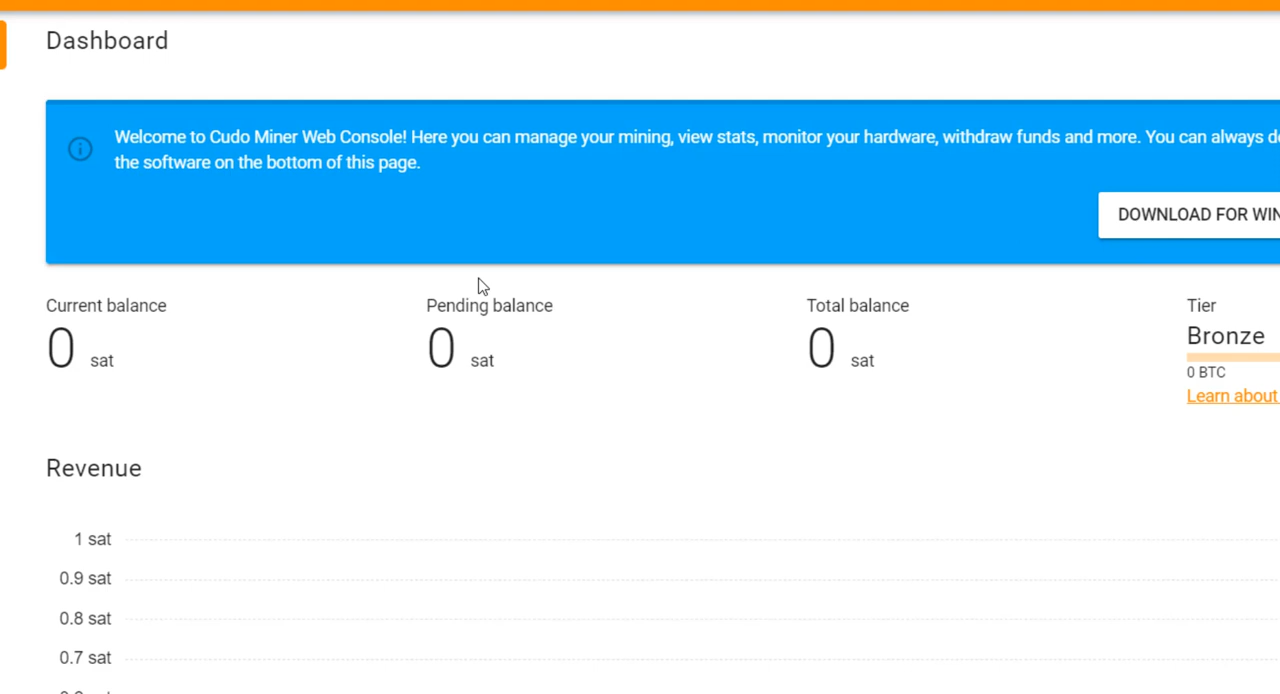 Dashboard
Welcome to Cudo Miner Web Console! Here you can manage your mining, view stats, monitor your hardware, withdraw funds and more. You can always
the software on the bottom of this page.
DOWNLOAD FOR
Current balance
Pending balance
Total balance
Tier
0 sat
0 sat
0 sat
Bronze
0 BTC
Learn about
Revenue
1 sat
0.9 sat
0.8 sat
0.7 sat